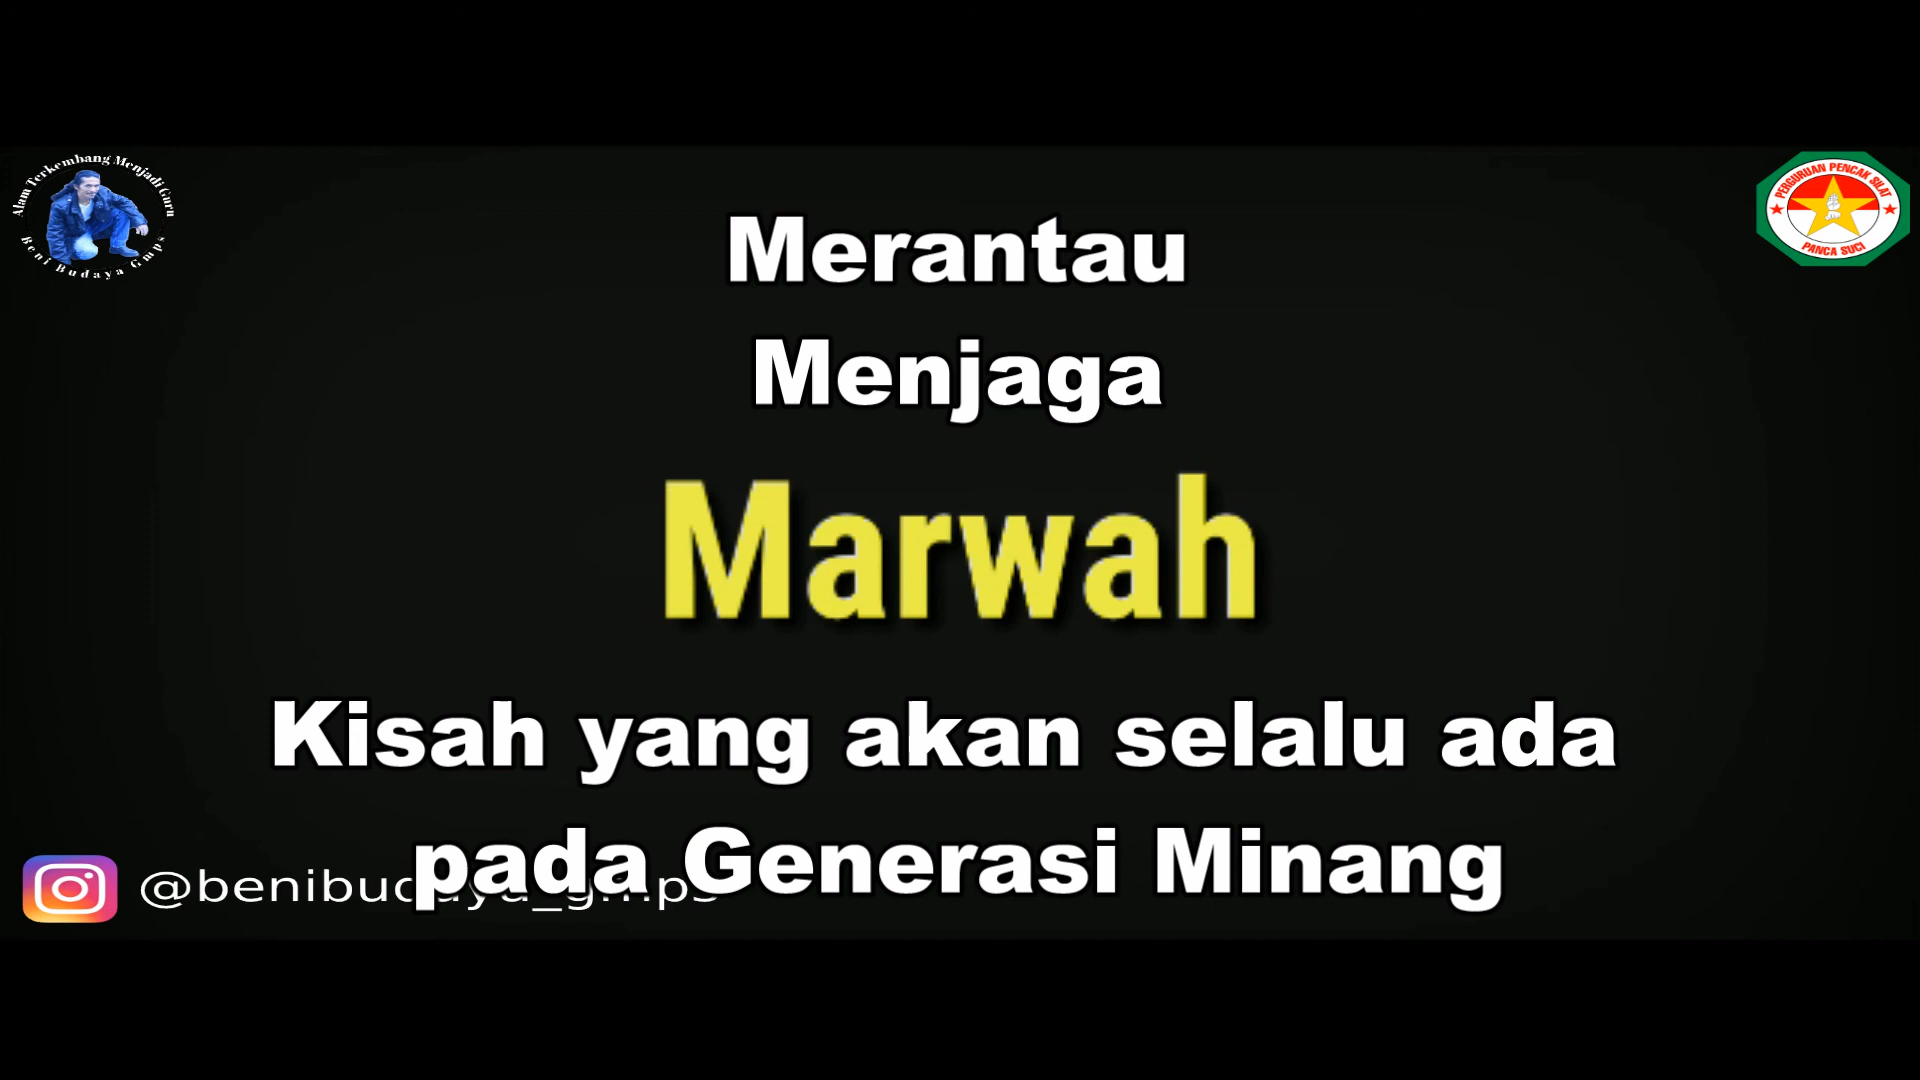 Alam Terkembang Menjadi Guru
Beni Budaya Gmps
PERGURUAN PENCAK SILAT
PANCA SUCI
Merantau
Menjaga
Marwah
Kisah yang akan selalu ada
pada Generasi Minang
@benibudaya_gmps